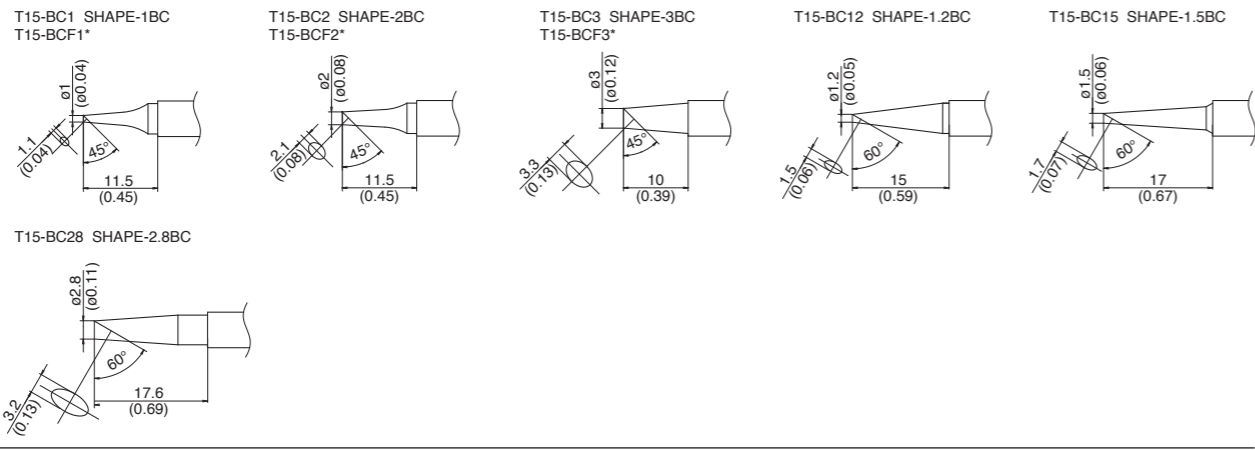 T15-BC1 SHAPE-1BC
T15-BCF1*
ø1
(ø0.04)
1.1
(0.04)
45°
11.5
(0.45)
T15-BC2 SHAPE-2BC
T15-BCF2*
ø2
(ø0.08)
2.1
(0.08)
45°
11.5
(0.45)
T15-BC3 SHAPE-3BC
T15-BCF3*
ø3
(ø0.12)
3.3
(0.13)
45°
10
(0.39)
T15-BC12 SHAPE-1.2BC
ø1.2
(ø0.05)
1.5
(0.06)
60°
15
(0.59)
T15-BC15 SHAPE-1.5BC
ø1.5
(ø0.06)
1.7
(0.07)
60°
17
(0.67)
T15-BC28 SHAPE-2.8BC
ø2.8
(ø0.11)
3.2
(0.13)
60°
17.6
(0.69)